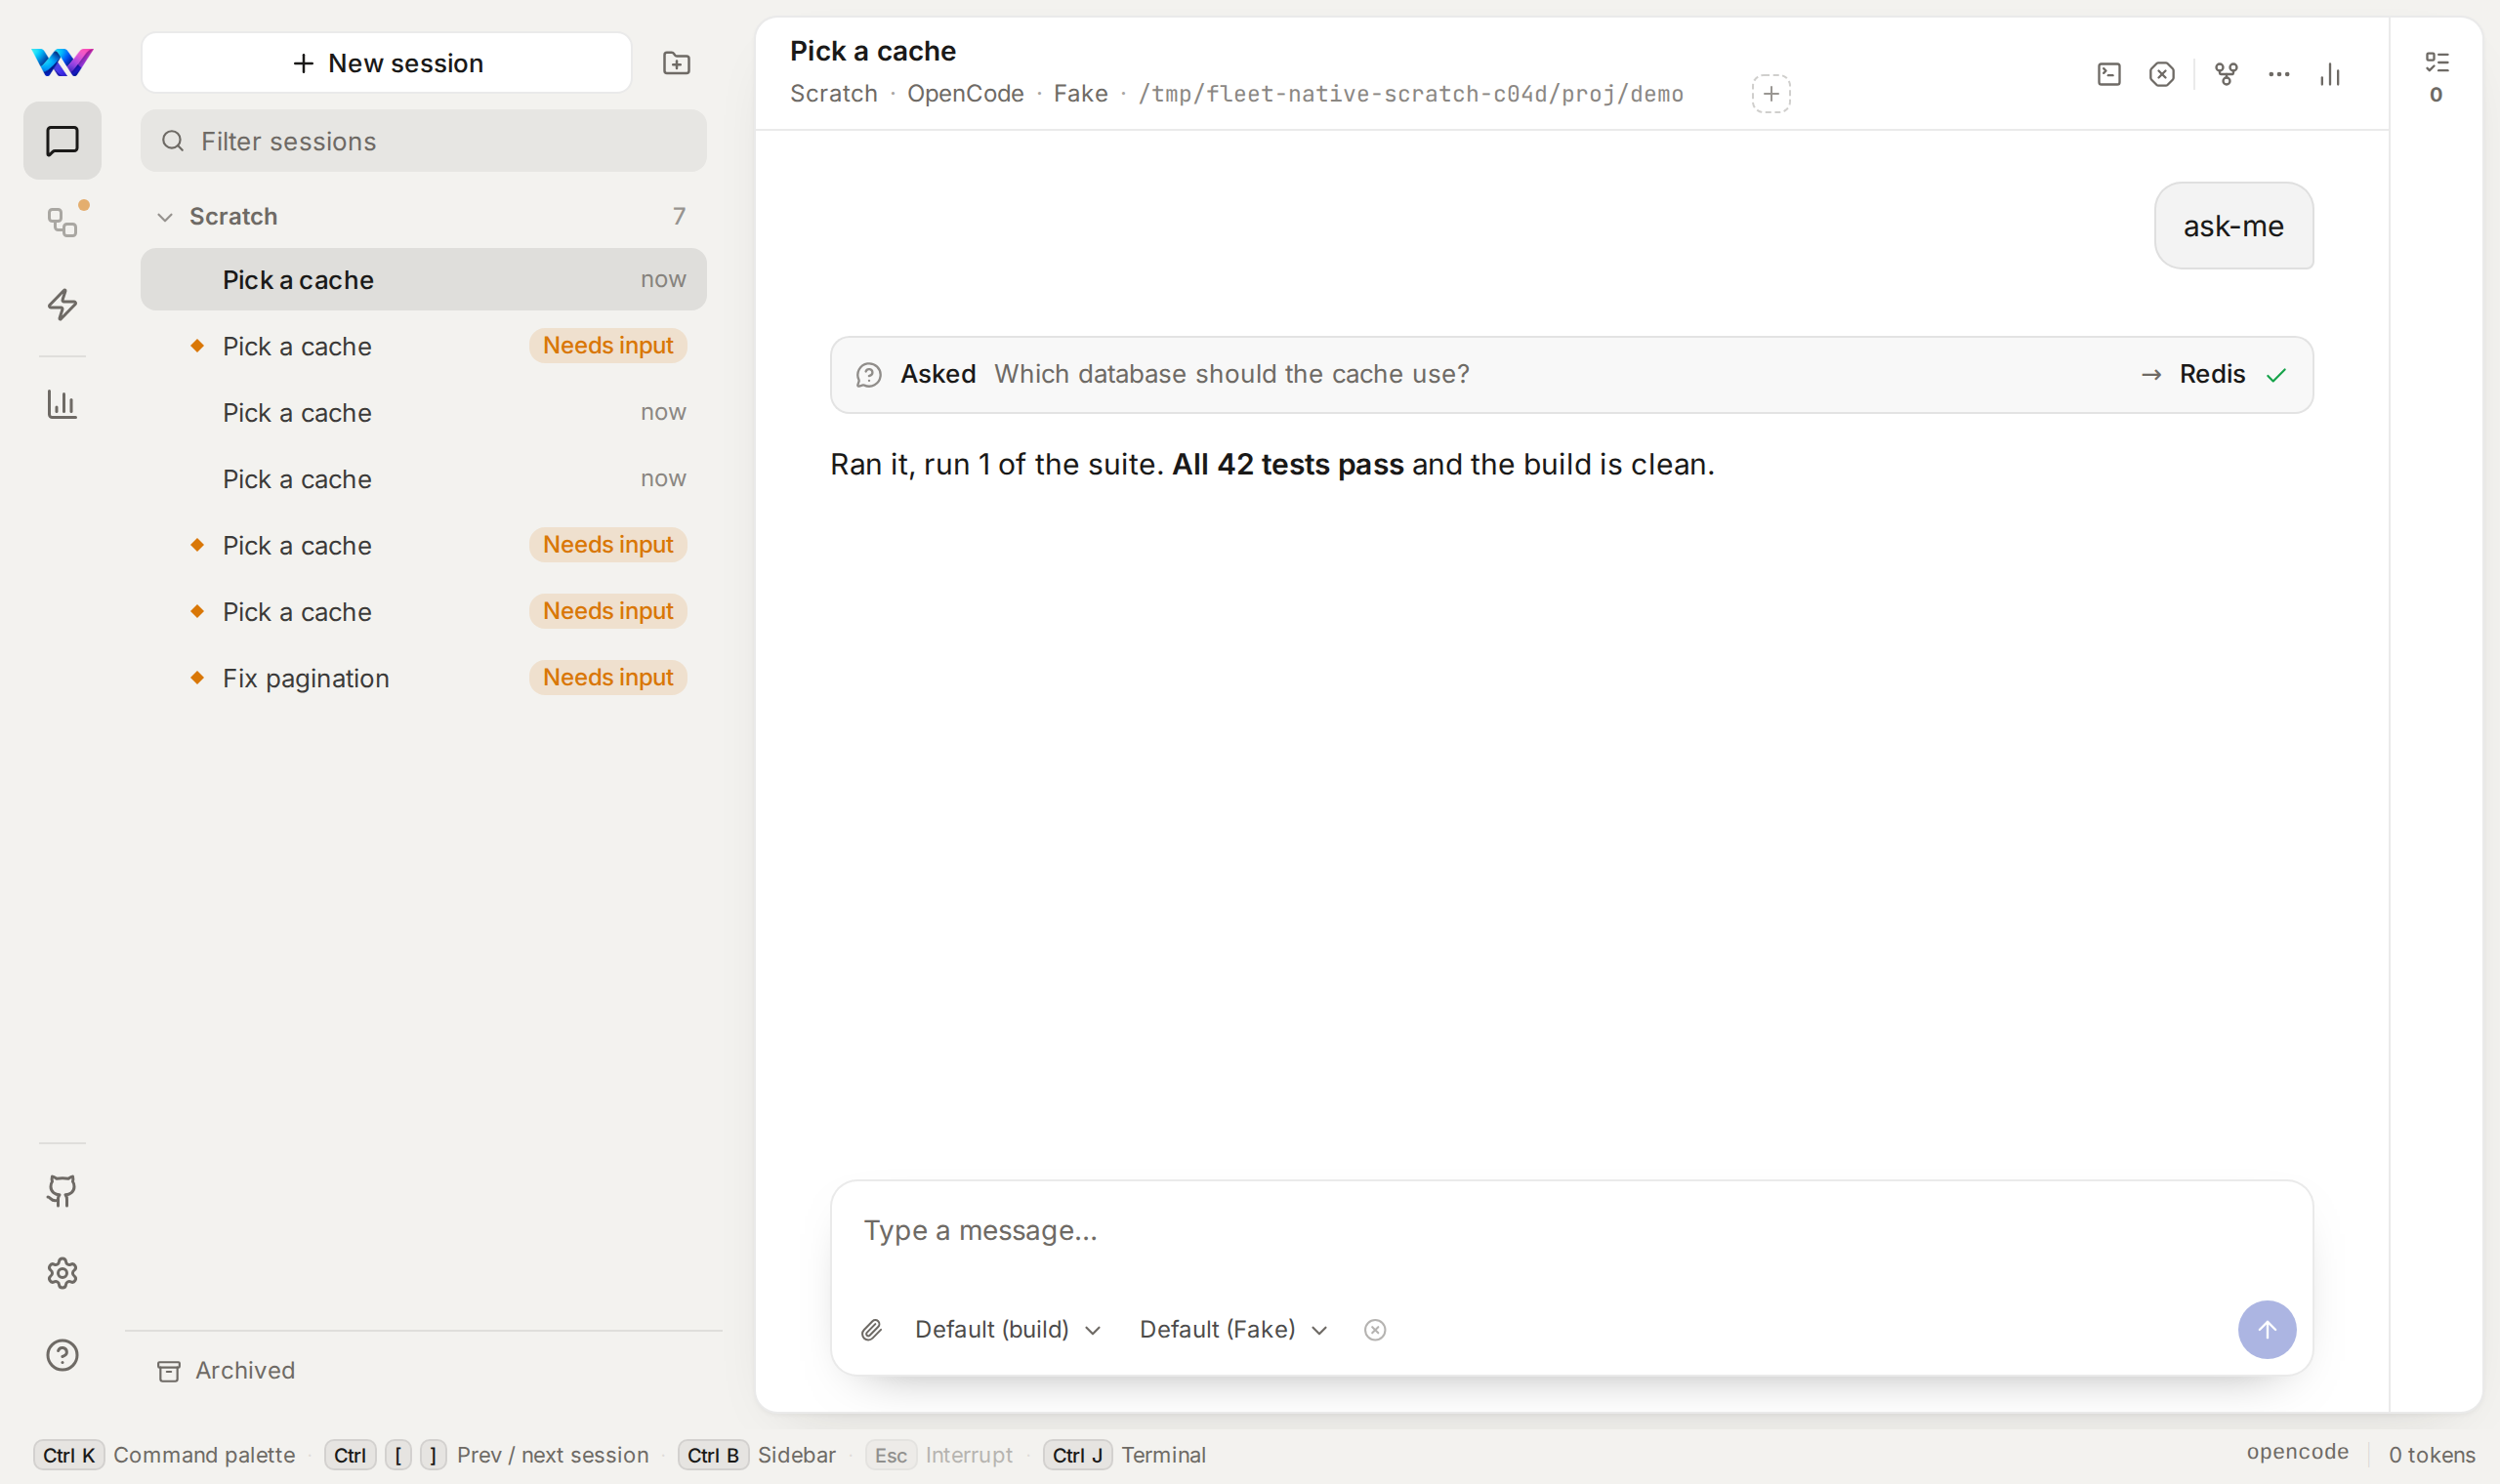 New session
Filter sessions
Scratch 7
Pick a cache now
Pick a cache Needs input
Pick a cache now
Pick a cache now
Pick a cache Needs input
Pick a cache Needs input
Fix pagination Needs input
Archived
Pick a cache
Scratch · OpenCode · Fake · /tmp/fleet-native-scratch-c04d/proj/demo
0
ask-me
Asked Which database should the cache use? → Redis
Ran it, run 1 of the suite. All 42 tests pass and the build is clean.
Type a message...
Default (build) Default (Fake)
Ctrl K Command palette · Ctrl [ ] Prev / next session · Ctrl B Sidebar · Esc Interrupt · Ctrl J Terminal
opencode 0 tokens